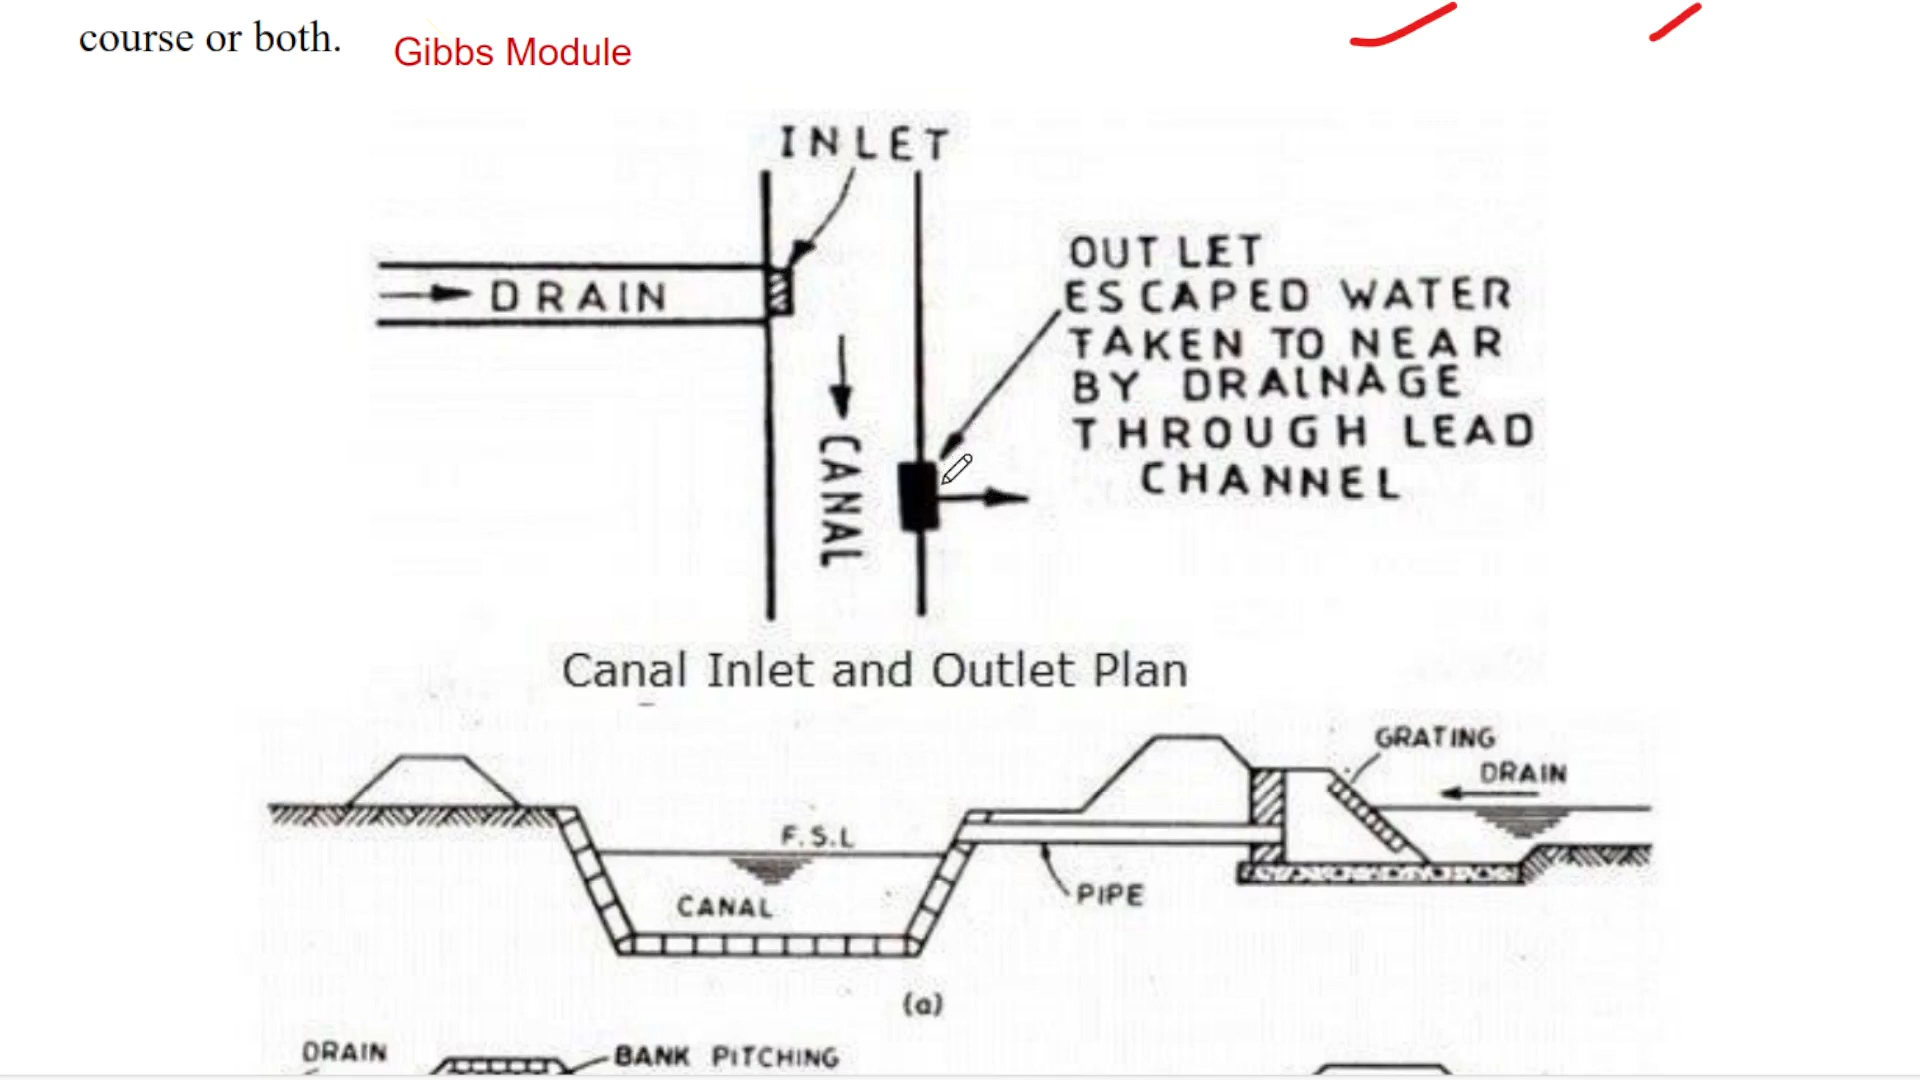 course or both.
Gibbs Module
INLET
DRAIN
CANAL
OUTLET
ESCAPED WATER
TAKEN TO NEAR
BY DRAINAGE
THROUGH LEAD
CHANNEL
Canal Inlet and Outlet Plan
GRATING
DRAIN
F.S.L
CANAL
PIPE
(a)
DRAIN
BANK PITCHING